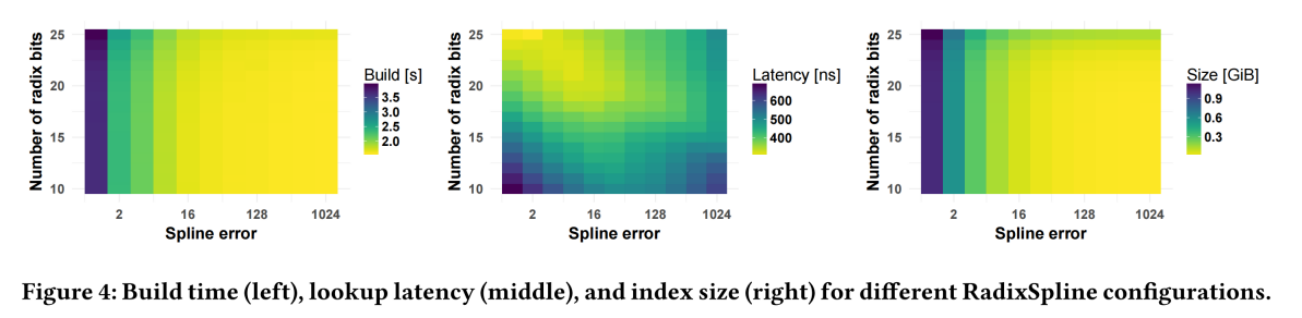 Number of radix bits
25
20
15
10
2 16 128 1024
Spline error
Build [s]
3.5
3.0
2.5
2.0
Number of radix bits
25
20
15
10
2 16 128 1024
Spline error
Latency [ns]
600
500
400
Number of radix bits
25
20
15
10
2 16 128 1024
Spline error
Size [GiB]
0.9
0.6
0.3
Figure 4: Build time (left), lookup latency (middle), and index size (right) for different RadixSpline configurations.